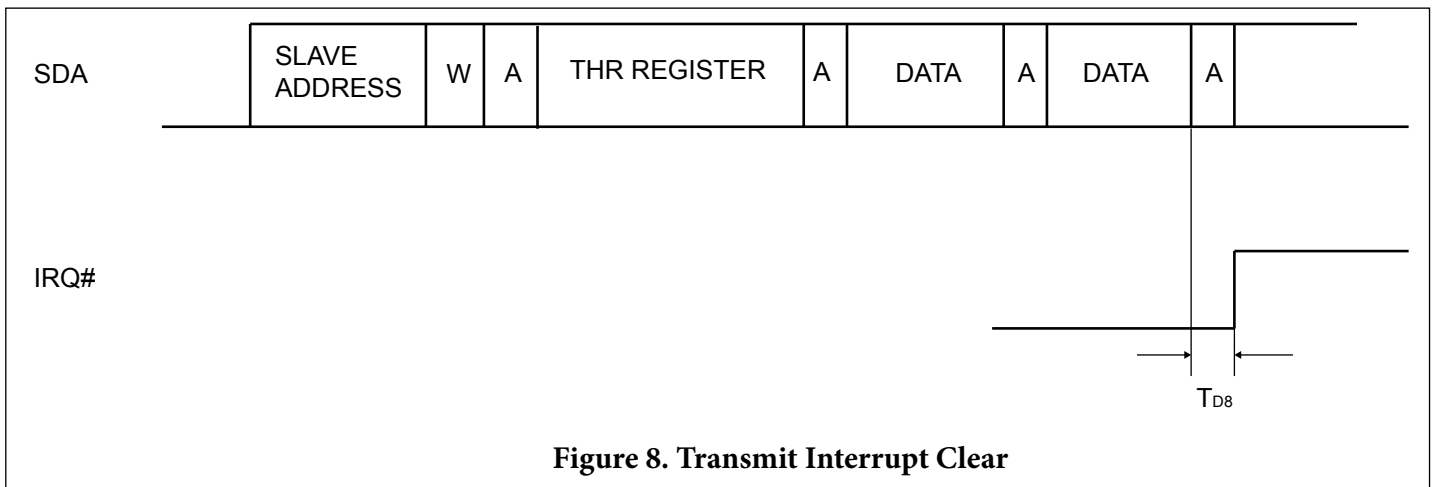 SDA
SLAVE
ADDRESS
W
A
THR REGISTER
A
DATA
A
DATA
A
IRQ#
TD8
Figure 8. Transmit Interrupt Clear